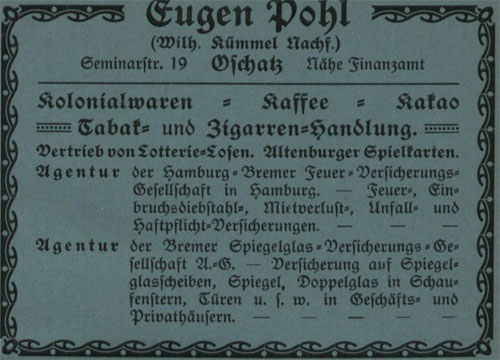 Eugen Pohl
(Wilh. Kümmel Nachf.)
Seminarstr. 19 Oschatz Nähe Finanzamt
Kolonialwaren - Kaffee - Kakao
Tabak- und Zigarren-Handlung.
Vertrieb von Lotterie-Losen. Altenburger Spielkarten.
Agentur der Hamburg-Bremer Feuer-Versicherungs-
Gesellschaft in Hamburg. — Feuer-, Ein-
bruchsdiebstahl-, Mietverlust-, Unfall- und
Haftpflicht-Versicherungen. — — —
Agentur der Bremer Spiegelglas-Versicherungs-Ge-
sellschaft A.-G. — Versicherung auf Spiegel-
glasscheiben, Spiegel, Doppelglas in Schau-
fenstern, Türen u. s. w. in Geschäfts- und
Privathäusern. — — — — — —